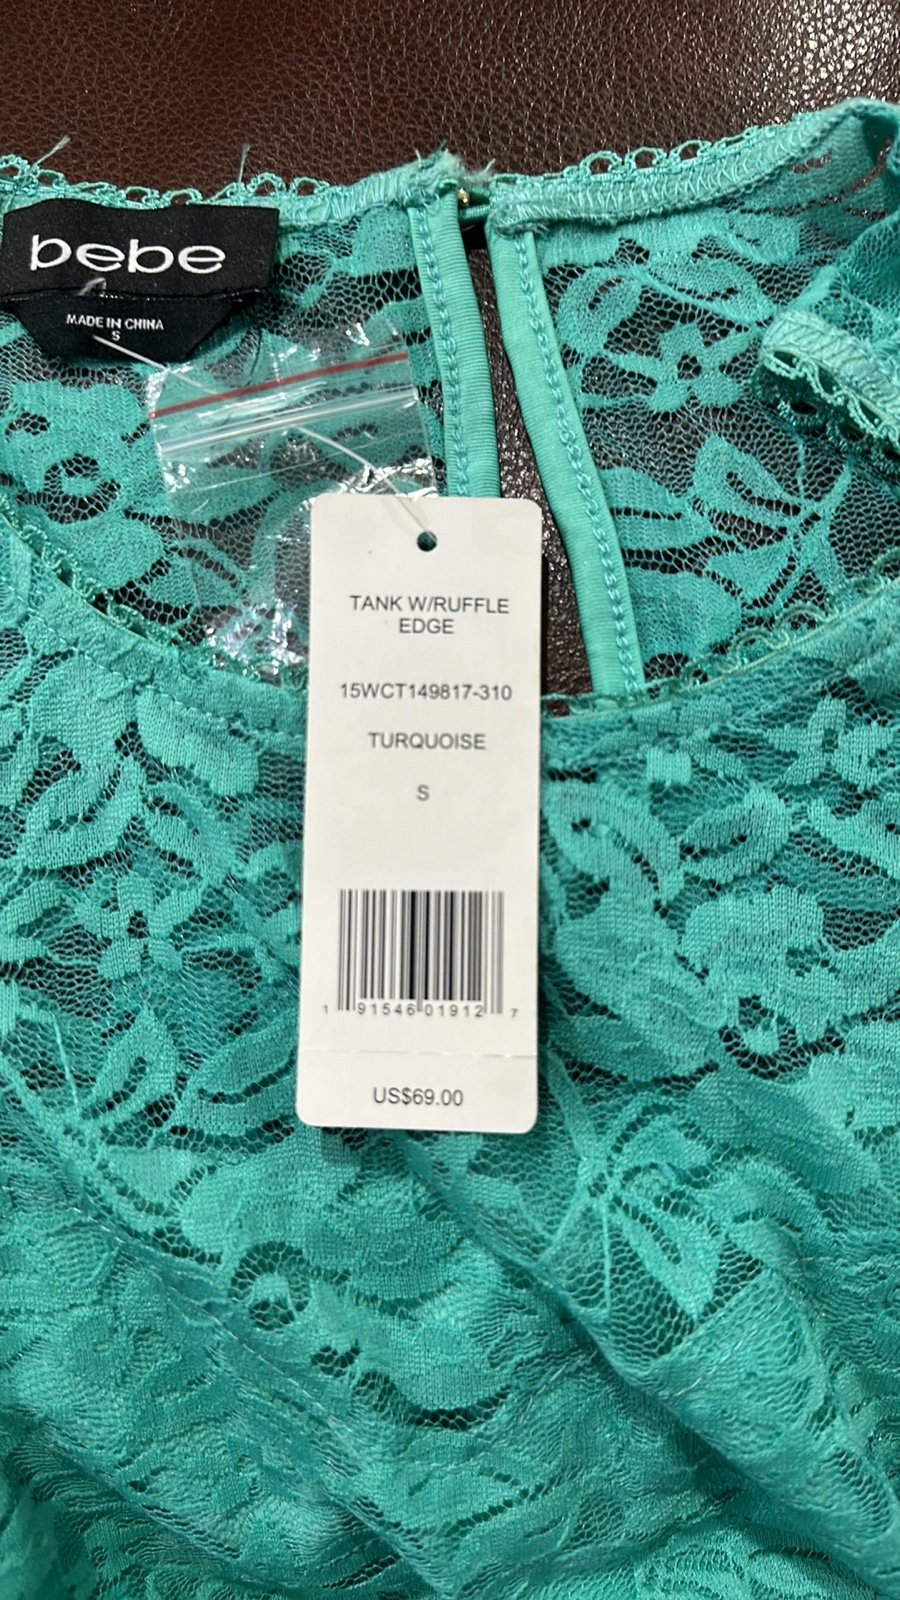 bebe
MADE IN CHINA
S
TANK W/RUFFLE
EDGE
15WCT149817-310
TURQUOISE
S
1 91546 01912 7
US$69.00